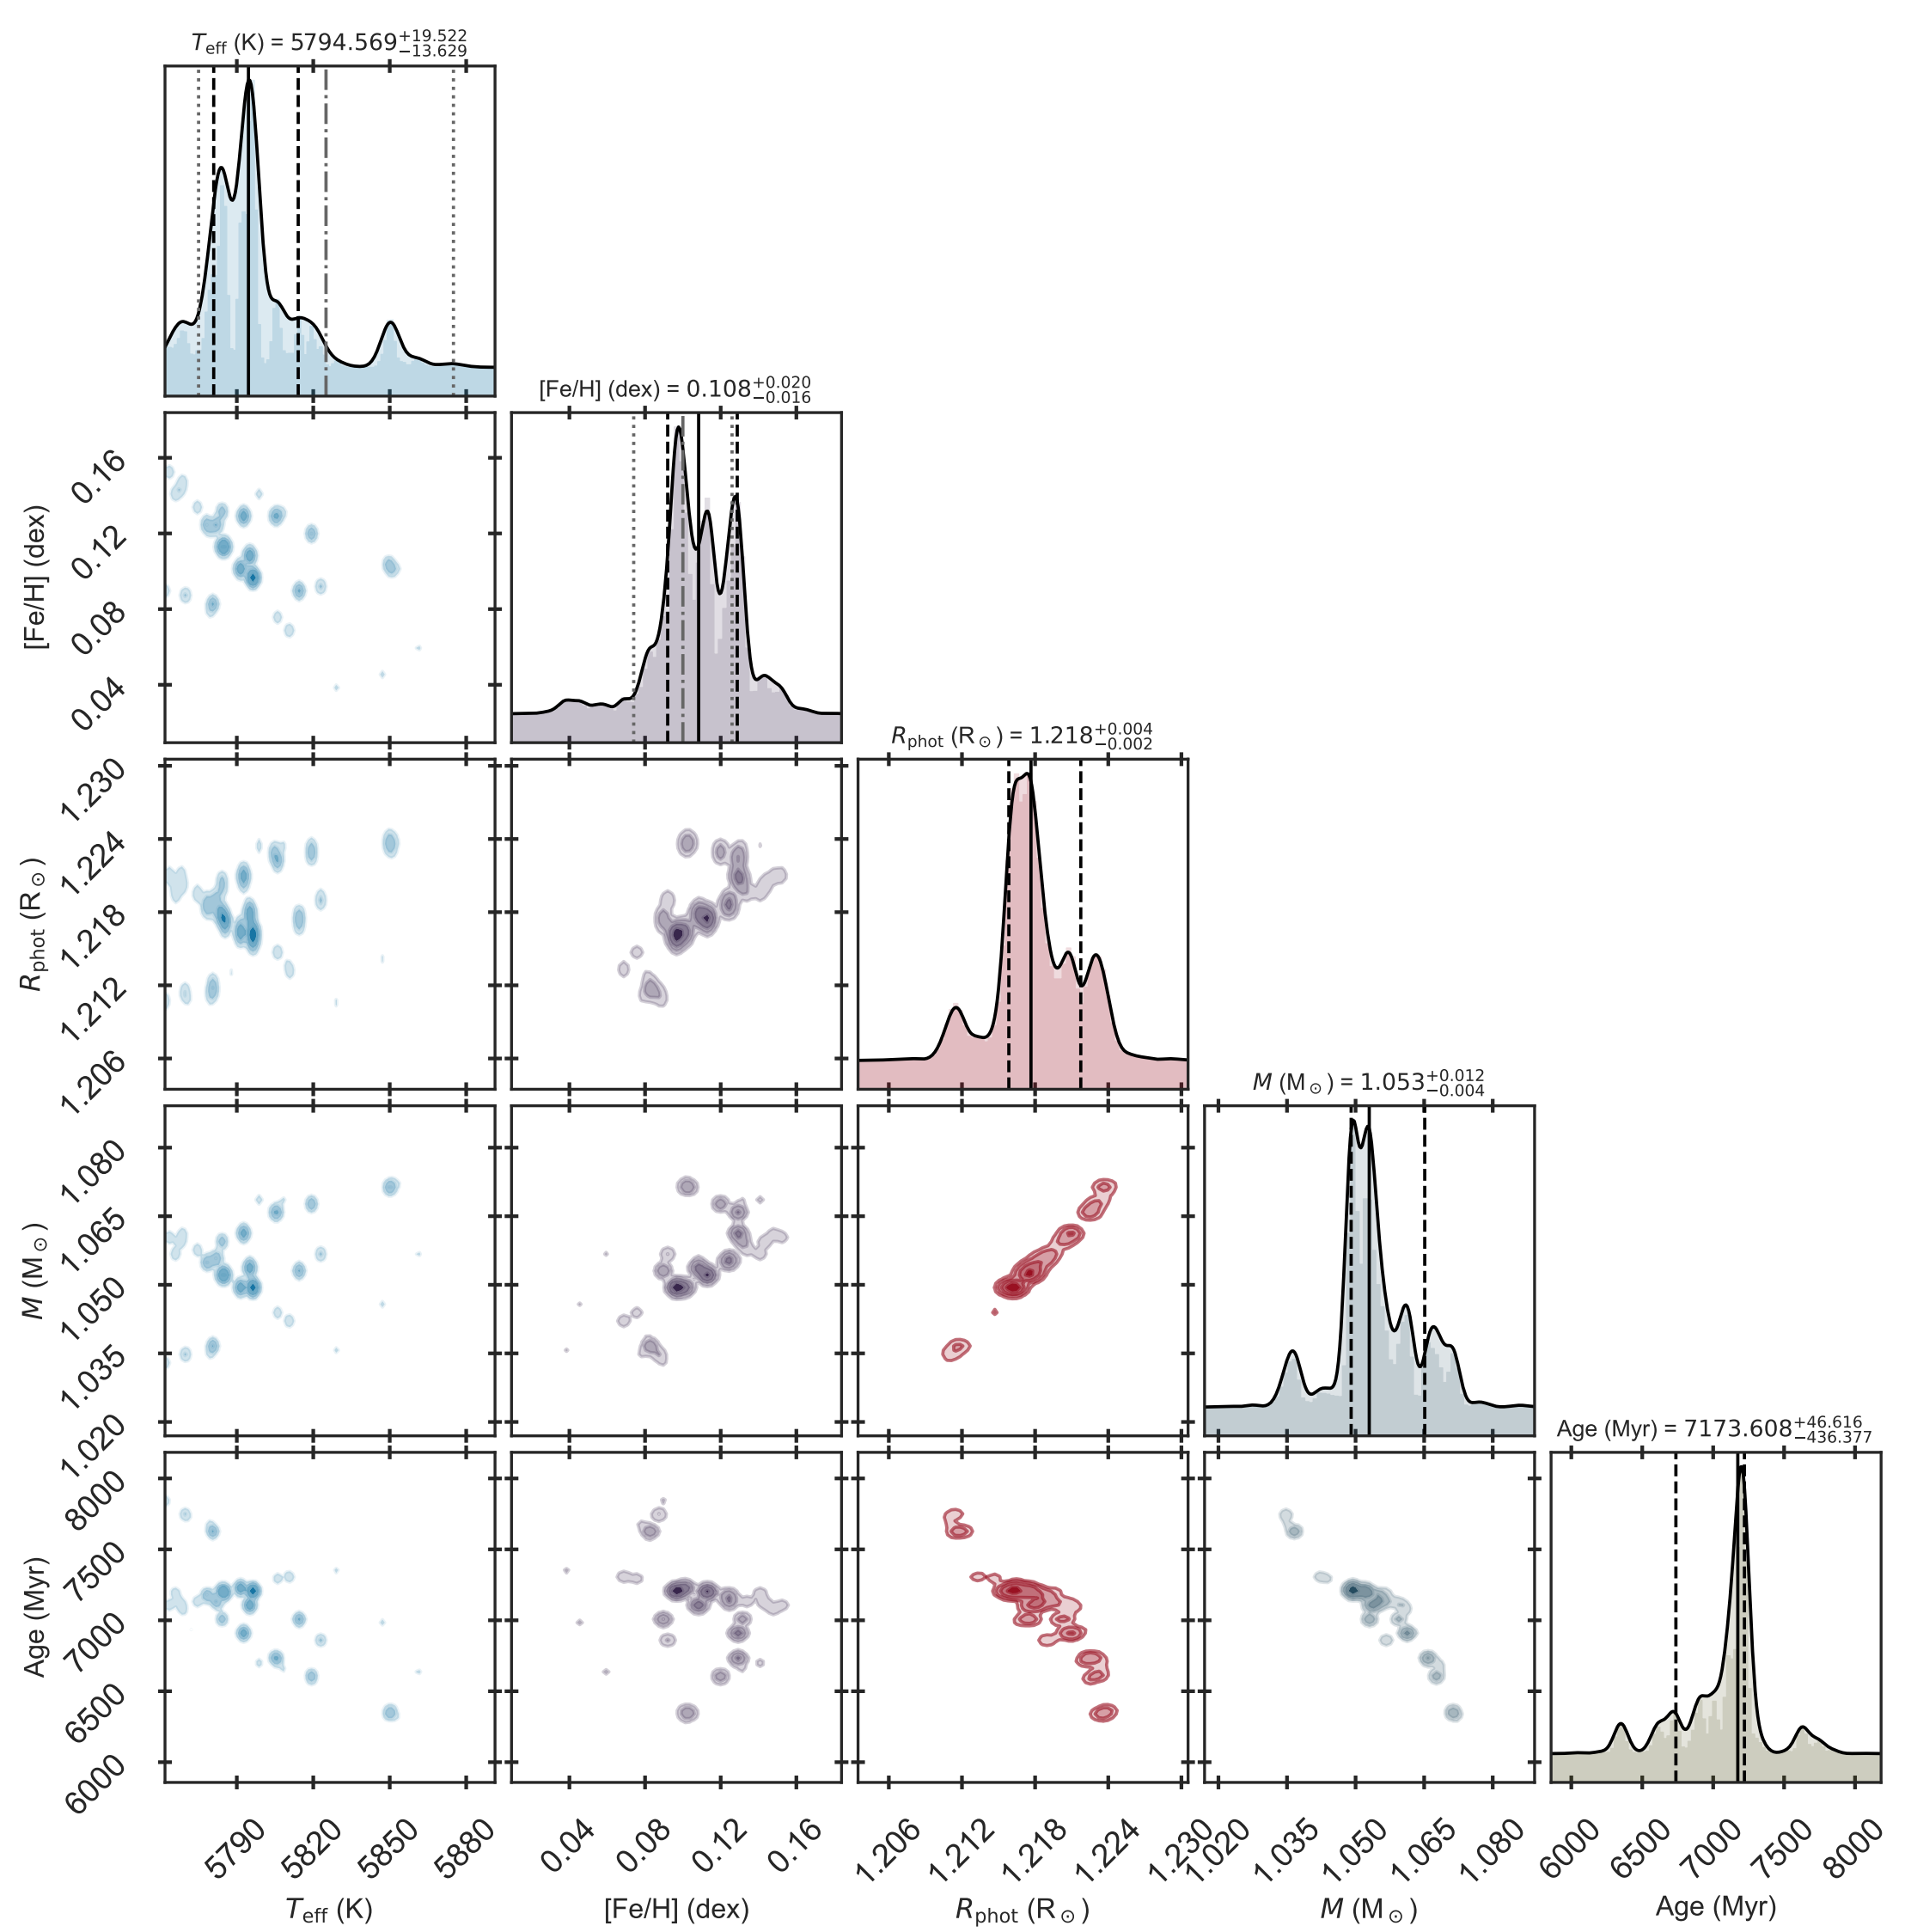 T_eff (K) = 5794.569 +19.522 −13.629
[Fe/H] (dex) = 0.108 +0.020 −0.016
[Fe/H] (dex)
0.16
0.12
0.08
0.04
R_phot (R⊙) = 1.218 +0.004 −0.002
R_phot (R⊙)
1.230
1.224
1.218
1.212
1.206
M (M⊙) = 1.053 +0.012 −0.004
M (M⊙)
1.080
1.065
1.050
1.035
1.020
Age (Myr) = 7173.608 +46.616 −436.377
Age (Myr)
8000
7500
7000
6500
6000
5790 5820 5850 5880
0.04 0.08 0.12 0.16
1.206 1.212 1.218 1.224 1.230
1.020 1.035 1.050 1.065 1.080
6000 6500 7000 7500 8000
T_eff (K)
[Fe/H] (dex)
R_phot (R⊙)
M (M⊙)
Age (Myr)